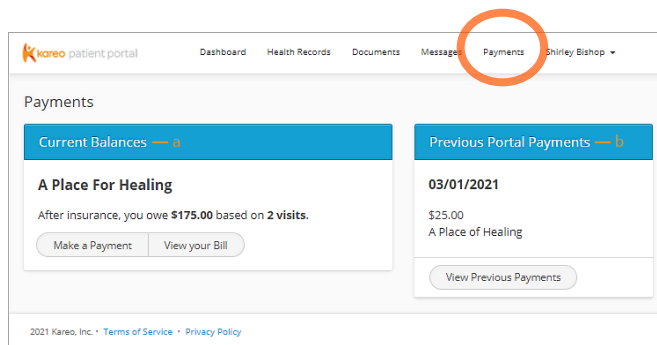 kareo patient portal Dashboard Health Records Documents Messages Payments Shirley Bishop
Payments
Current Balances — a
A Place For Healing
After insurance, you owe $175.00 based on 2 visits.
Make a Payment View your Bill
Previous Portal Payments — b
03/01/2021
$25.00
A Place of Healing
View Previous Payments
2021 Kareo, Inc. • Terms of Service • Privacy Policy